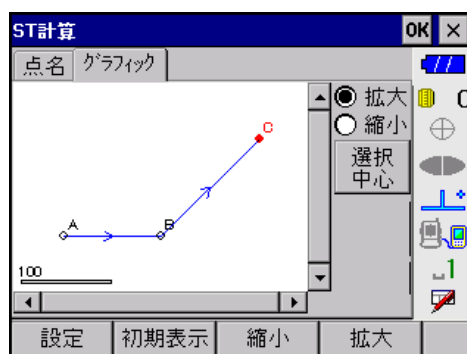 ST計算 OK ×
点名 グラフィック
拡大
縮小
選択
中心
C
A B
100
1
設定 初期表示 縮小 拡大